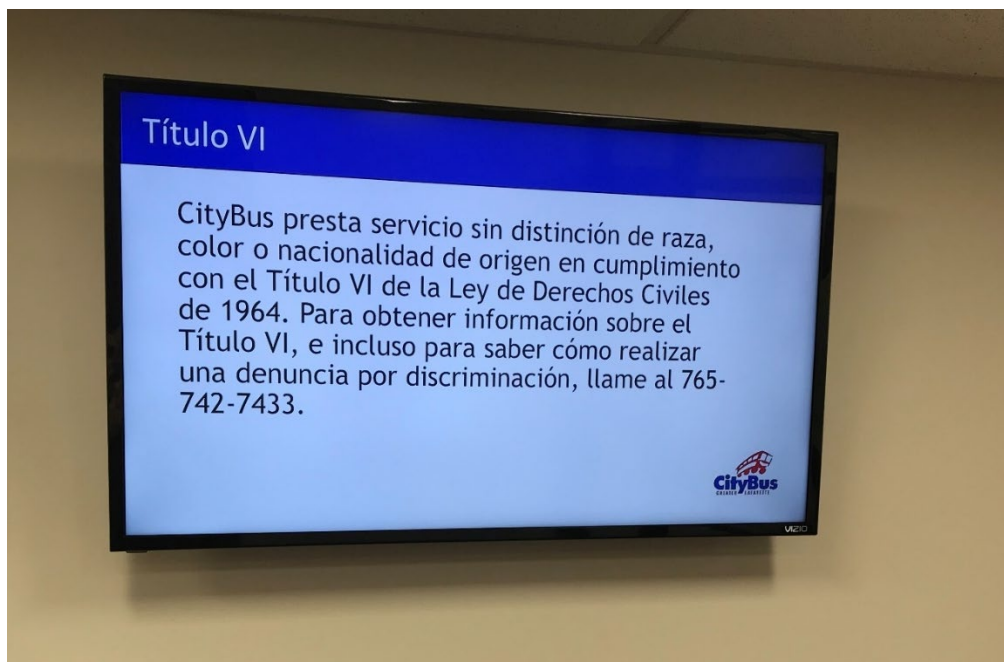 Título VI
CityBus presta servicio sin distinción de raza,
color o nacionalidad de origen en cumplimiento
con el Título VI de la Ley de Derechos Civiles
de 1964. Para obtener información sobre el
Título VI, e incluso para saber cómo realizar
una denuncia por discriminación, llame al 765-
742-7433.
CityBus
GREATER LAFAYETTE
VIZIO